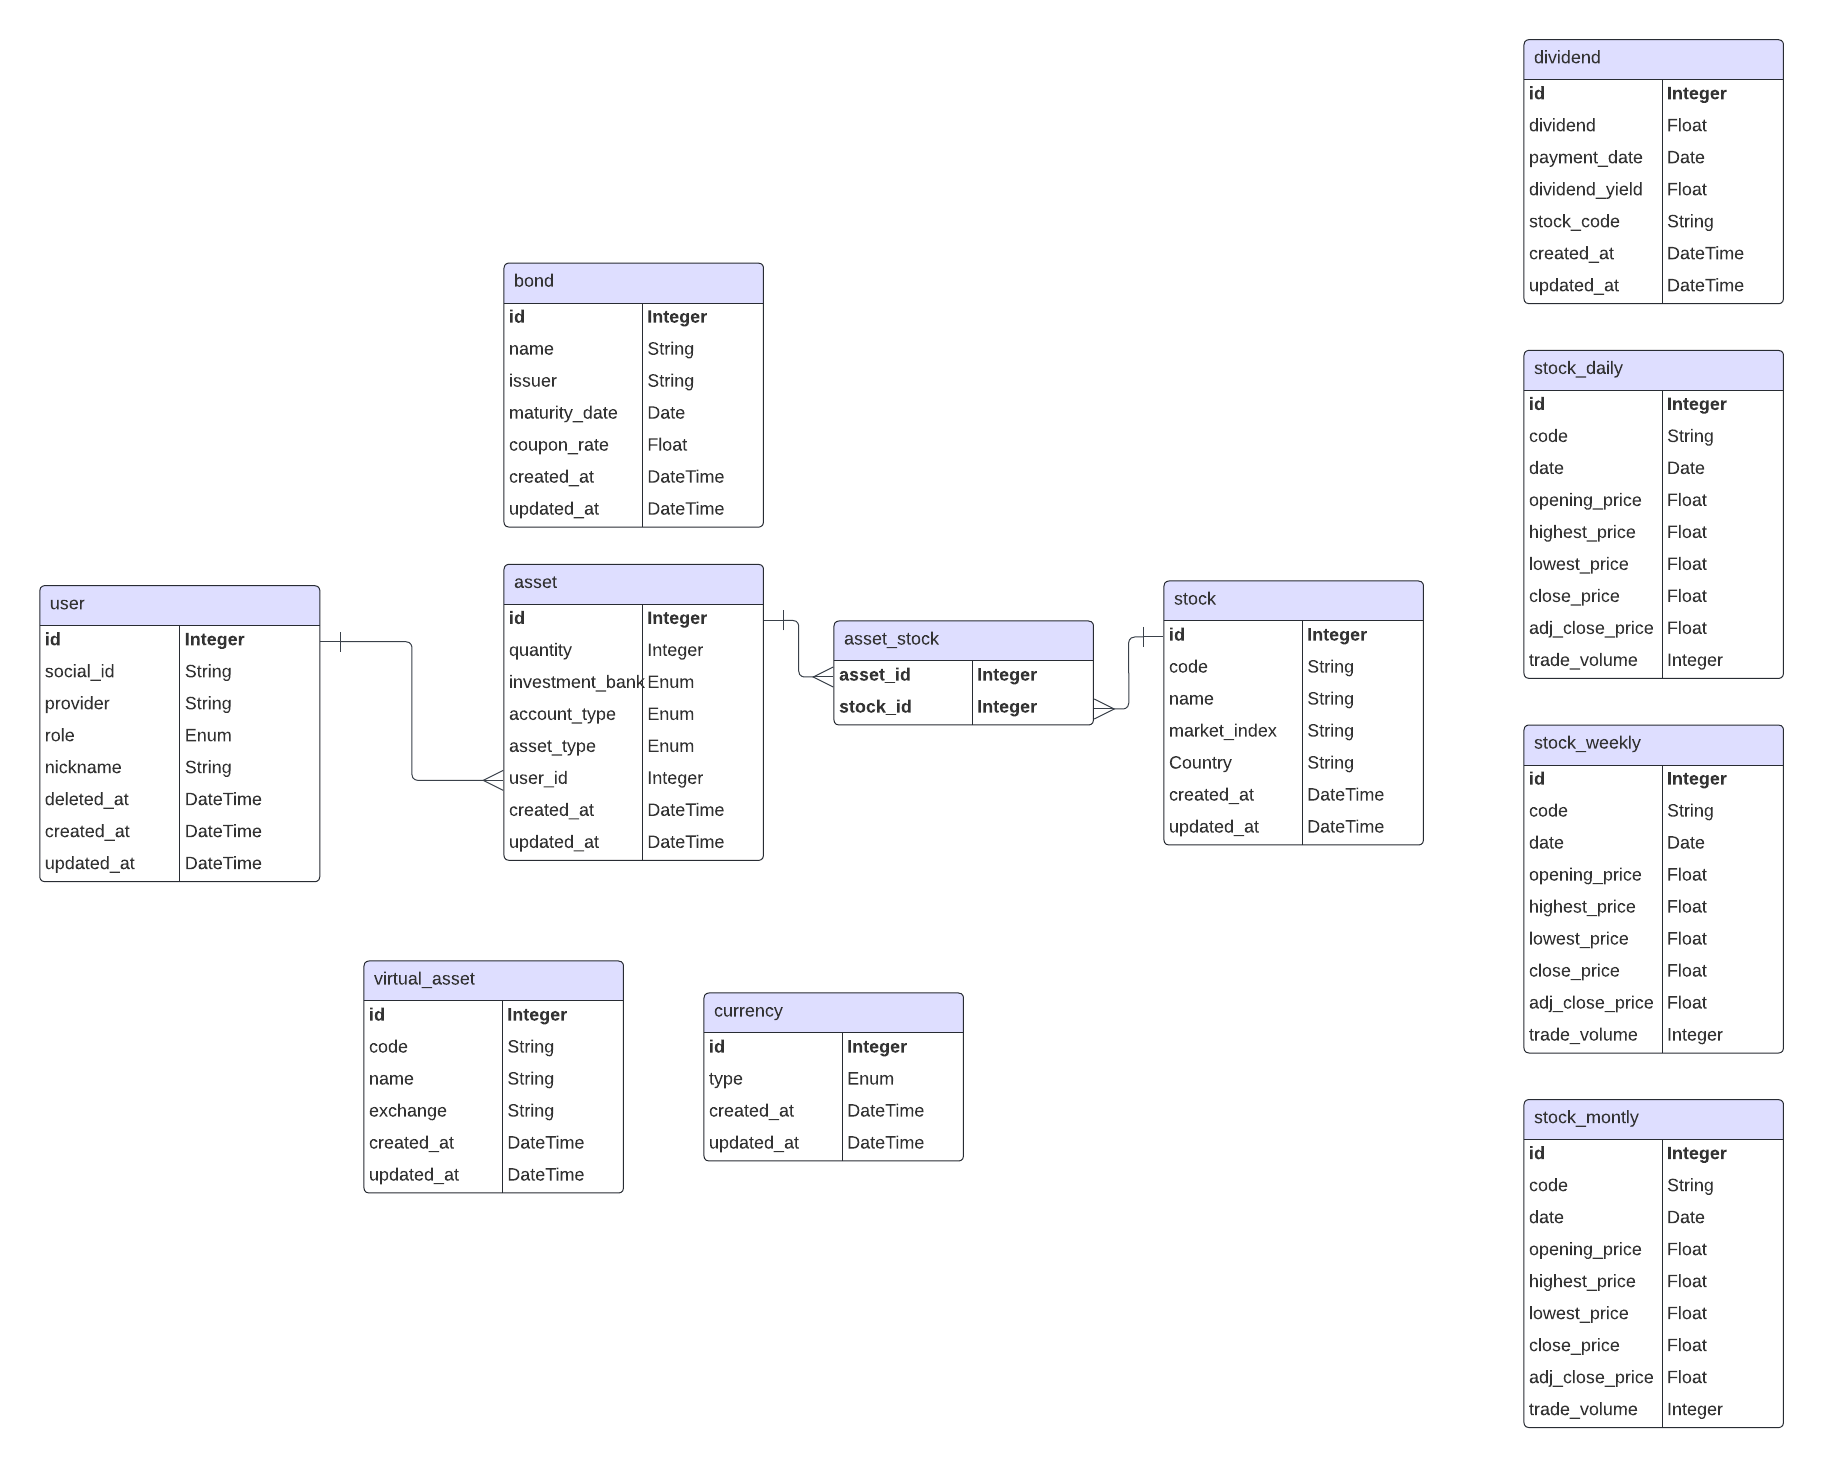 dividend
id Integer
dividend Float
payment_date Date
dividend_yield Float
stock_code String
created_at DateTime
updated_at DateTime
bond
id Integer
name String
issuer String
maturity_date Date
coupon_rate Float
created_at DateTime
updated_at DateTime
stock_daily
id Integer
code String
date Date
opening_price Float
highest_price Float
lowest_price Float
close_price Float
adj_close_price Float
trade_volume Integer
user
id Integer
social_id String
provider String
role Enum
nickname String
deleted_at DateTime
created_at DateTime
updated_at DateTime
asset
id Integer
quantity Integer
investment_bank Enum
account_type Enum
asset_type Enum
user_id Integer
created_at DateTime
updated_at DateTime
asset_stock
asset_id Integer
stock_id Integer
stock
id Integer
code String
name String
market_index String
Country String
created_at DateTime
updated_at DateTime
stock_weekly
id Integer
code String
date Date
opening_price Float
highest_price Float
lowest_price Float
close_price Float
adj_close_price Float
trade_volume Integer
virtual_asset
id Integer
code String
name String
exchange String
created_at DateTime
updated_at DateTime
currency
id Integer
type Enum
created_at DateTime
updated_at DateTime
stock_montly
id Integer
code String
date Date
opening_price Float
highest_price Float
lowest_price Float
close_price Float
adj_close_price Float
trade_volume Integer